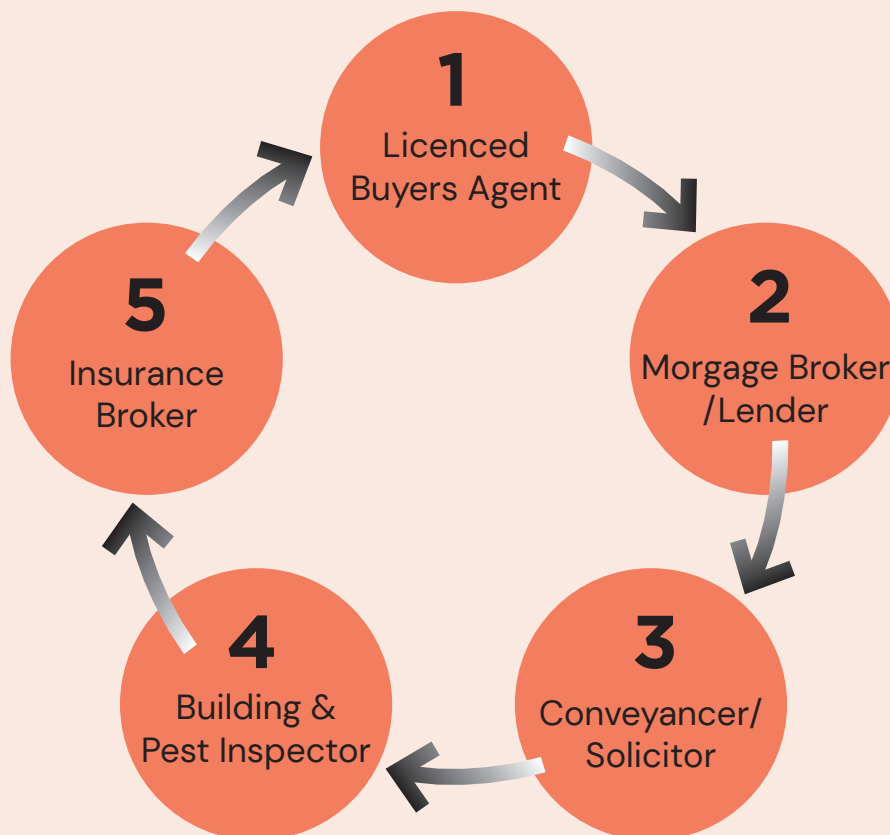 1
Licenced
Buyers Agent
2
Morgage Broker
/Lender
3
Conveyancer/
Solicitor
4
Building &
Pest Inspector
5
Insurance
Broker